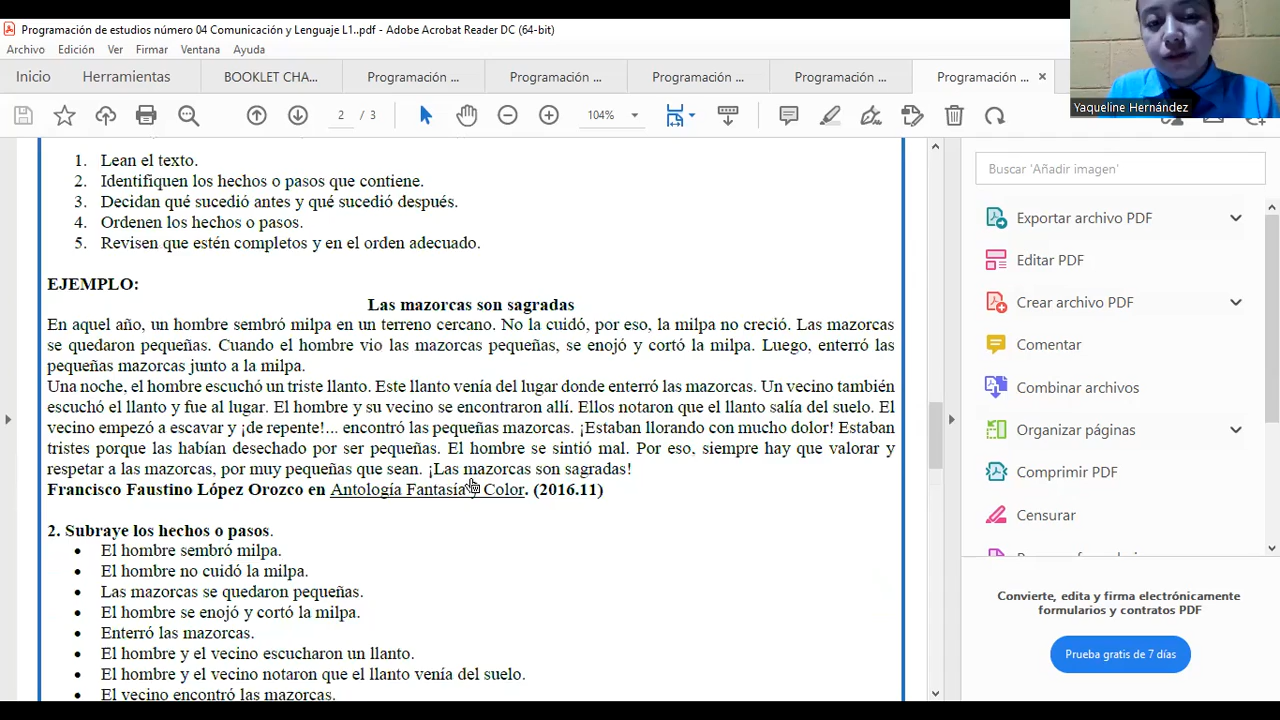 Programación de estudios número 04 Comunicación y Lenguaje L1..pdf - Adobe Acrobat Reader DC (64-bit)
Archivo Edición Ver Firmar Ventana Ayuda
Inicio Herramientas BOOKLET CHA... Programación ... Programación ... Programación ... Programación ... Programación ...
Yaqueline Hernández
2 / 3 104%
1. Lean el texto.
2. Identifiquen los hechos o pasos que contiene.
3. Decidan qué sucedió antes y qué sucedió después.
4. Ordenen los hechos o pasos.
5. Revisen que estén completos y en el orden adecuado.
EJEMPLO:
Las mazorcas son sagradas
En aquel año, un hombre sembró milpa en un terreno cercano. No la cuidó, por eso, la milpa no creció. Las mazorcas
se quedaron pequeñas. Cuando el hombre vio las mazorcas pequeñas, se enojó y cortó la milpa. Luego, enterró las
pequeñas mazorcas junto a la milpa.
Una noche, el hombre escuchó un triste llanto. Este llanto venía del lugar donde enterró las mazorcas. Un vecino también
escuchó el llanto y fue al lugar. El hombre y su vecino se encontraron allí. Ellos notaron que el llanto salía del suelo. El
vecino empezó a escavar y ¡de repente!... encontró las pequeñas mazorcas. ¡Estaban llorando con mucho dolor! Estaban
tristes porque las habían desechado por ser pequeñas. El hombre se sintió mal. Por eso, siempre hay que valorar y
respetar a las mazorcas, por muy pequeñas que sean. ¡Las mazorcas son sagradas!
Francisco Faustino López Orozco en Antología Fantasía y Color. (2016.11)
2. Subraye los hechos o pasos.
• El hombre sembró milpa.
• El hombre no cuidó la milpa.
• Las mazorcas se quedaron pequeñas.
• El hombre se enojó y cortó la milpa.
• Enterró las mazorcas.
• El hombre y el vecino escucharon un llanto.
• El hombre y el vecino notaron que el llanto venía del suelo.
• El vecino encontró las mazorcas.
Buscar 'Añadir imagen'
Exportar archivo PDF
Editar PDF
Crear archivo PDF
Comentar
Combinar archivos
Organizar páginas
Comprimir PDF
Censurar
Convierte, edita y firma electrónicamente
formularios y contratos PDF
Prueba gratis de 7 días